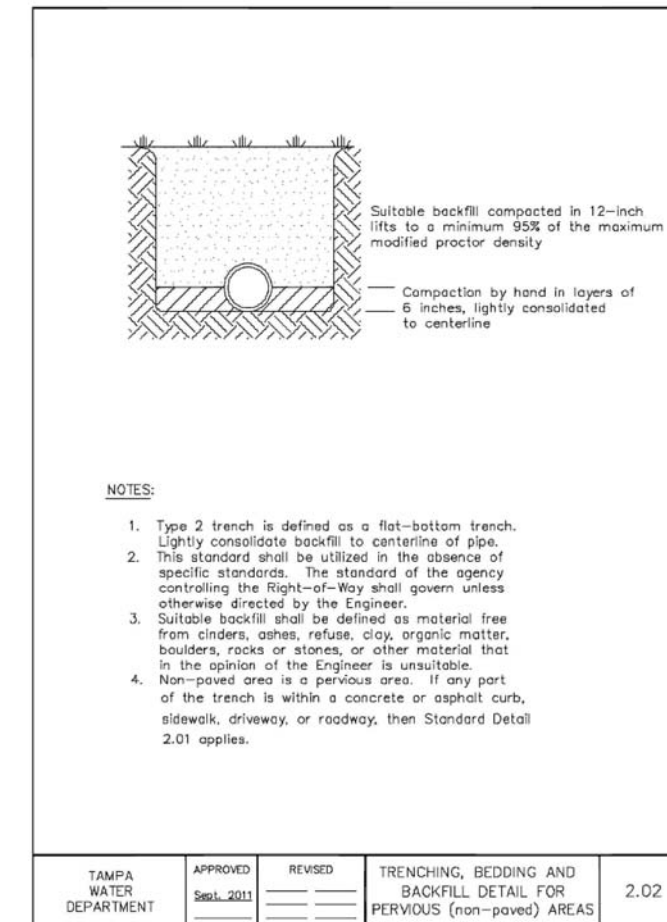 Suitable backfill compacted in 12-inch
lifts to a minimum 95% of the maximum
modified proctor density
Compaction by hand in layers of
6 inches, lightly consolidated
to centerline
NOTES:
1. Type 2 trench is defined as a flat-bottom trench.
Lightly consolidate backfill to centerline of pipe.
2. This standard shall be utilized in the absence of
specific standards. The standard of the agency
controlling the Right-of-Way shall govern unless
otherwise directed by the Engineer.
3. Suitable backfill shall be defined as material free
from cinders, ashes, refuse, clay, organic matter,
boulders, rocks or stones, or other material that
in the opinion of the Engineer is unsuitable.
4. Non-paved area is a pervious area. If any part
of the trench is within a concrete or asphalt curb,
sidewalk, driveway, or roadway, then Standard Detail
2.01 applies.
TAMPA
WATER
DEPARTMENT
APPROVED
Sept. 2011
REVISED
TRENCHING, BEDDING AND
BACKFILL DETAIL FOR
PERVIOUS (non-paved) AREAS
2.02